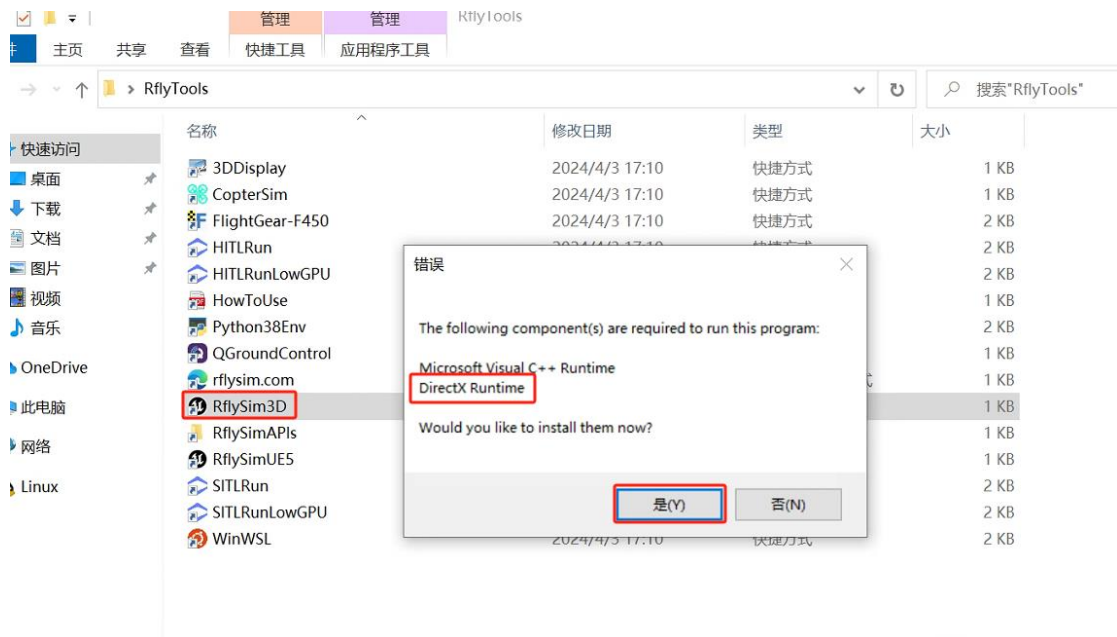 管理 管理 RflyTools
主页 共享 查看 快捷工具 应用程序工具
RflyTools 搜索"RflyTools"
名称 修改日期 类型 大小
快速访问
桌面
下载
文档
图片
视频
音乐
OneDrive
此电脑
网络
Linux
3DDisplay 2024/4/3 17:10 快捷方式 1 KB
CopterSim 2024/4/3 17:10 快捷方式 1 KB
FlightGear-F450 2024/4/3 17:10 快捷方式 2 KB
HITLRun 2 KB
HITLRunLowGPU 2 KB
HowToUse 1 KB
Python38Env 2 KB
QGroundControl 1 KB
rflysim.com 1 KB
RflySim3D 1 KB
RflySimAPIs 1 KB
RflySimUE5 1 KB
SITLRun 2 KB
SITLRunLowGPU 2 KB
WinWSL 2024/4/3 17:10 快捷方式 2 KB
错误
The following component(s) are required to run this program:
Microsoft Visual C++ Runtime
DirectX Runtime
Would you like to install them now?
是(Y) 否(N)